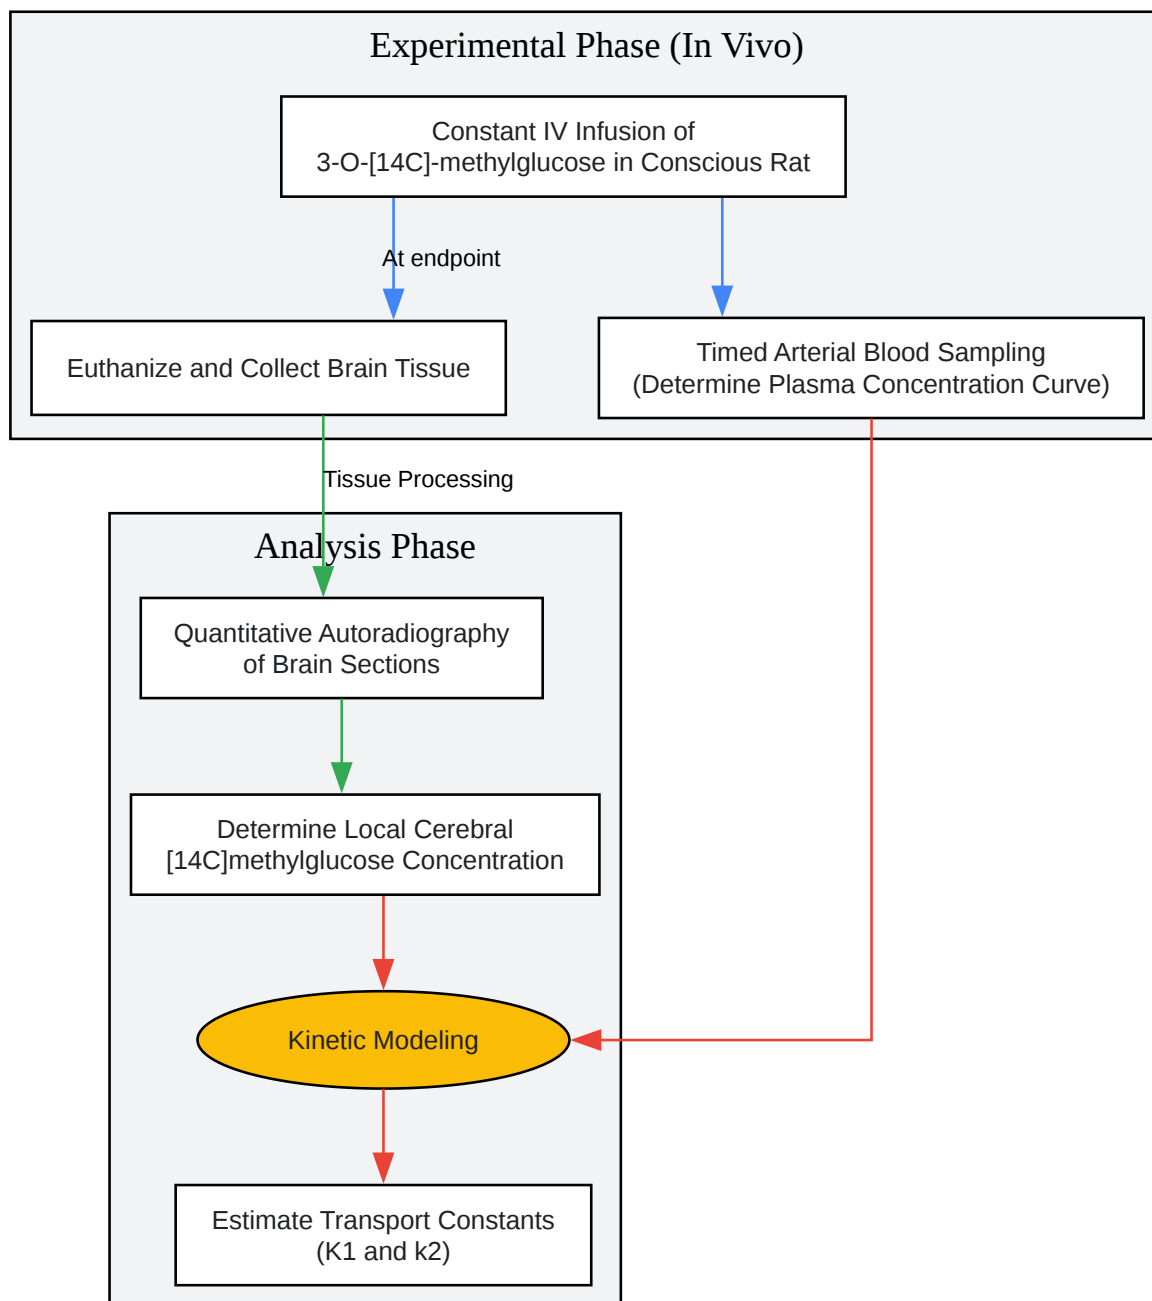 Experimental Phase (In Vivo)
Constant IV Infusion of
3-O-[14C]-methylglucose in Conscious Rat
At endpoint
Euthanize and Collect Brain Tissue
Timed Arterial Blood Sampling
(Determine Plasma Concentration Curve)
Tissue Processing
Analysis Phase
Quantitative Autoradiography
of Brain Sections
Determine Local Cerebral
[14C]methylglucose Concentration
Kinetic Modeling
Estimate Transport Constants
(K1 and k2)